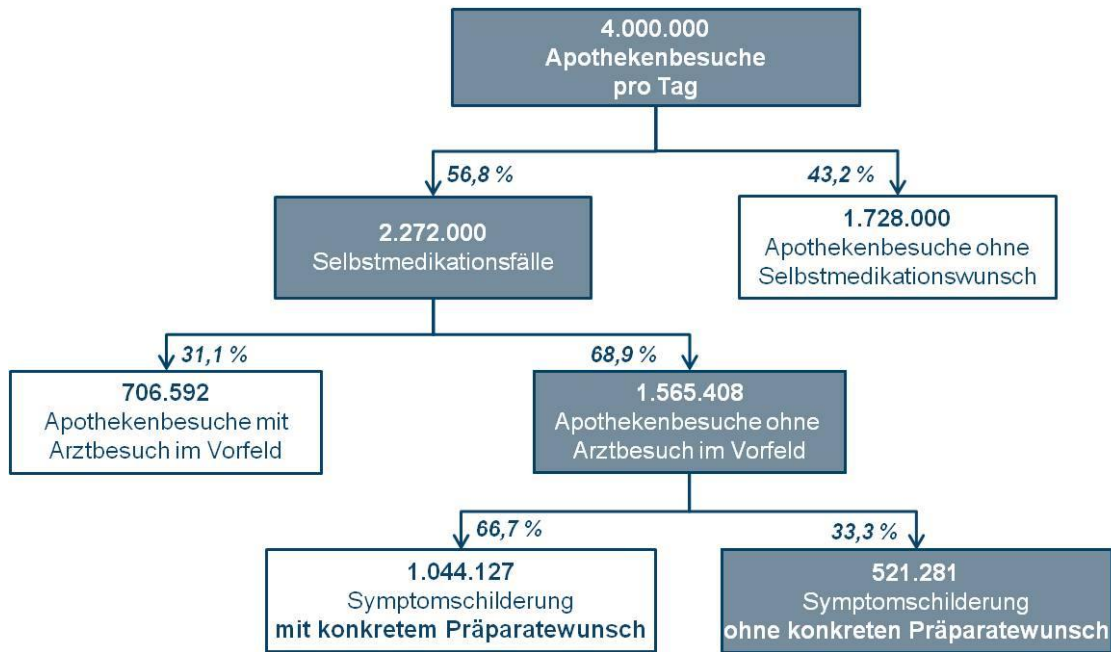 4.000.000
Apothekenbesuche
pro Tag
56,8 %
43,2 %
2.272.000
Selbstmedikationsfälle
1.728.000
Apothekenbesuche ohne
Selbstmedikationswunsch
31,1 %
68,9 %
706.592
Apothekenbesuche mit
Arztbesuch im Vorfeld
1.565.408
Apothekenbesuche ohne
Arztbesuch im Vorfeld
66,7 %
33,3 %
1.044.127
Symptomschilderung
mit konkretem Präparatewunsch
521.281
Symptomschilderung
ohne konkreten Präparatewunsch